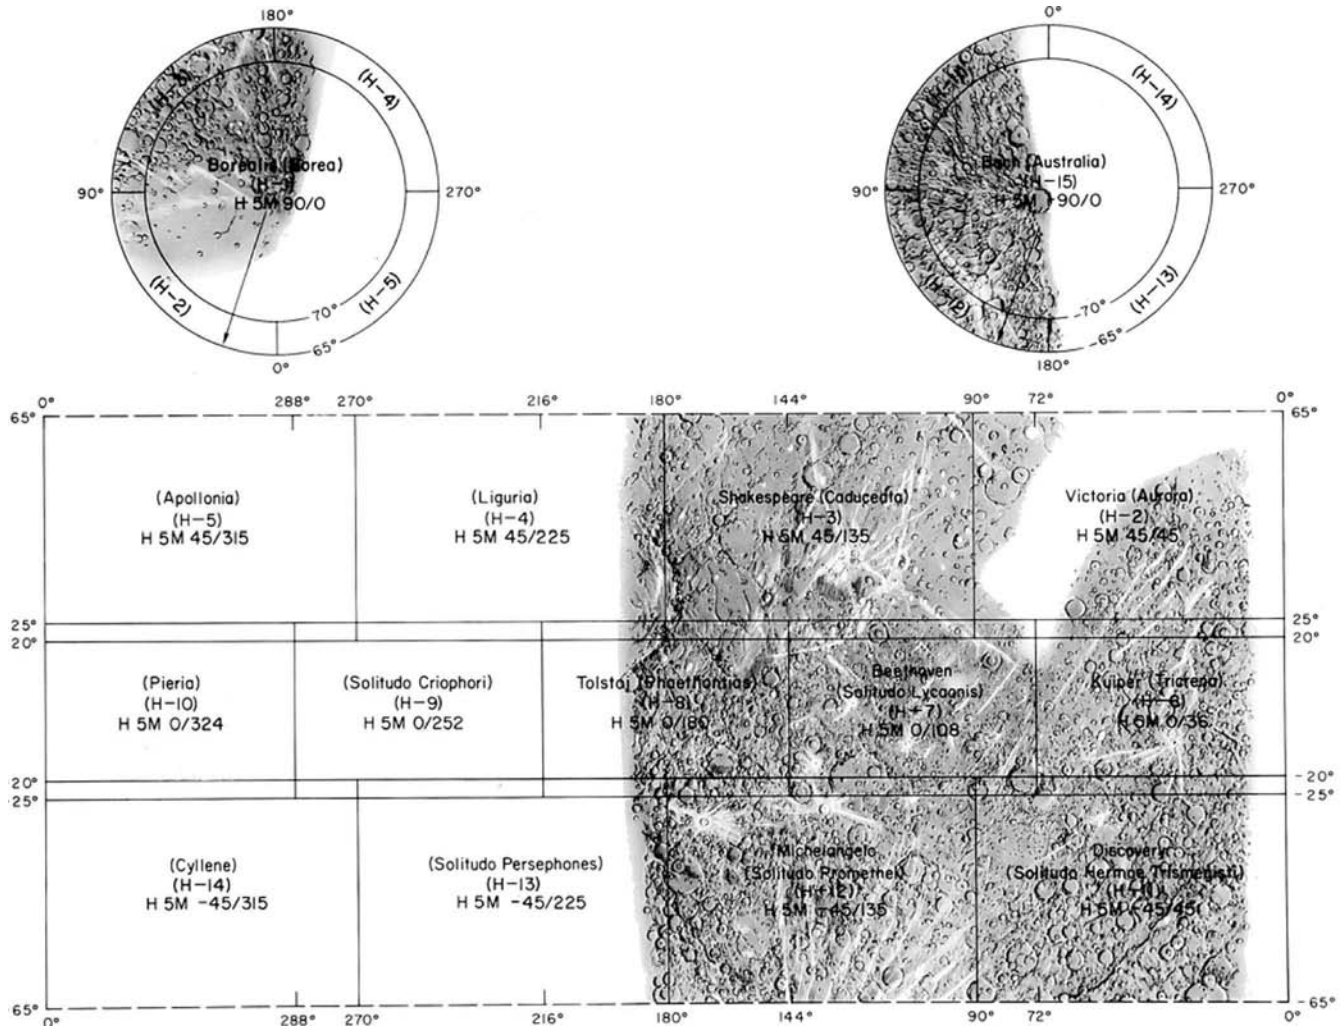 180°
(H-3)
(H-4)
Borealis (Borea)
(H-1)
H 5M 90/0
90°
270°
(H-2)
(H-5)
70°
65°
0°
0°
(H-14)
Bach (Australia)
(H-15)
H 5M -90/0
90°
270°
(H-12)
(H-13)
-70°
-65°
180°
0° 288° 270° 216° 180° 144° 90° 72° 0°
65° 65°
(Apollonia)
(H-5)
H 5M 45/315
(Liguria)
(H-4)
H 5M 45/225
Shakespeare (Caduceata)
(H-3)
H 5M 45/135
Victoria (Aurora)
(H-2)
H 5M 45/45
25° 25°
20° 20°
(Pieria)
(H-10)
H 5M 0/324
(Solitudo Criophori)
(H-9)
H 5M 0/252
Tolstoj (Phaethontias)
(H-8)
H 5M 0/180
Beethoven
(Solitudo Lycaonis)
(H-7)
H 5M 0/108
Kuiper (Tricrena)
(H-6)
H 5M 0/36
-20° -20°
-25° -25°
(Cyllene)
(H-14)
H 5M -45/315
(Solitudo Persephones)
(H-13)
H 5M -45/225
Michelangelo
(Solitudo Promethei)
(H-12)
H 5M -45/135
Discovery
(Solitudo Hermae Trismegisti)
(H-11)
H 5M -45/45
-65° -65°
0° 288° 270° 216° 180° 144° 90° 72° 0°